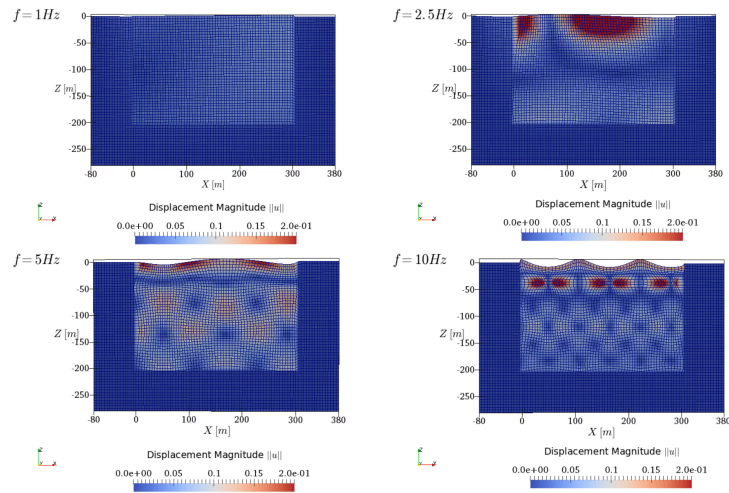 f = 1Hz
0
-50
-100
-150
-200
-250
Z [m]
-80 0 100 200 300 380
X [m]
Displacement Magnitude ||u||
0.0e+00 0.05 0.1 0.15 2.0e-01
f = 2.5Hz
0
-50
-100
-150
-200
-250
Z [m]
-80 0 100 200 300 380
X [m]
Displacement Magnitude ||u||
0.0e+00 0.05 0.1 0.15 2.0e-01
f = 5Hz
0
-50
-100
-150
-200
-250
Z [m]
-80 0 100 200 300 380
X [m]
Displacement Magnitude ||u||
0.0e+00 0.05 0.1 0.15 2.0e-01
f = 10Hz
0
-50
-100
-150
-200
-250
Z [m]
-80 0 100 200 300 380
X [m]
Displacement Magnitude ||u||
0.0e+00 0.05 0.1 0.15 2.0e-01